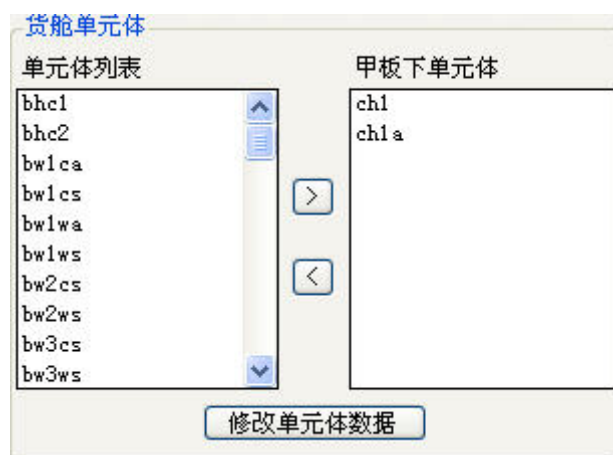 货舱单元体
单元体列表
甲板下单元体
bhc1
bhc2
bw1ca
bw1cs
bw1wa
bw1ws
bw2cs
bw2ws
bw3cs
bw3ws
>
<
ch1
ch1a
修改单元体数据